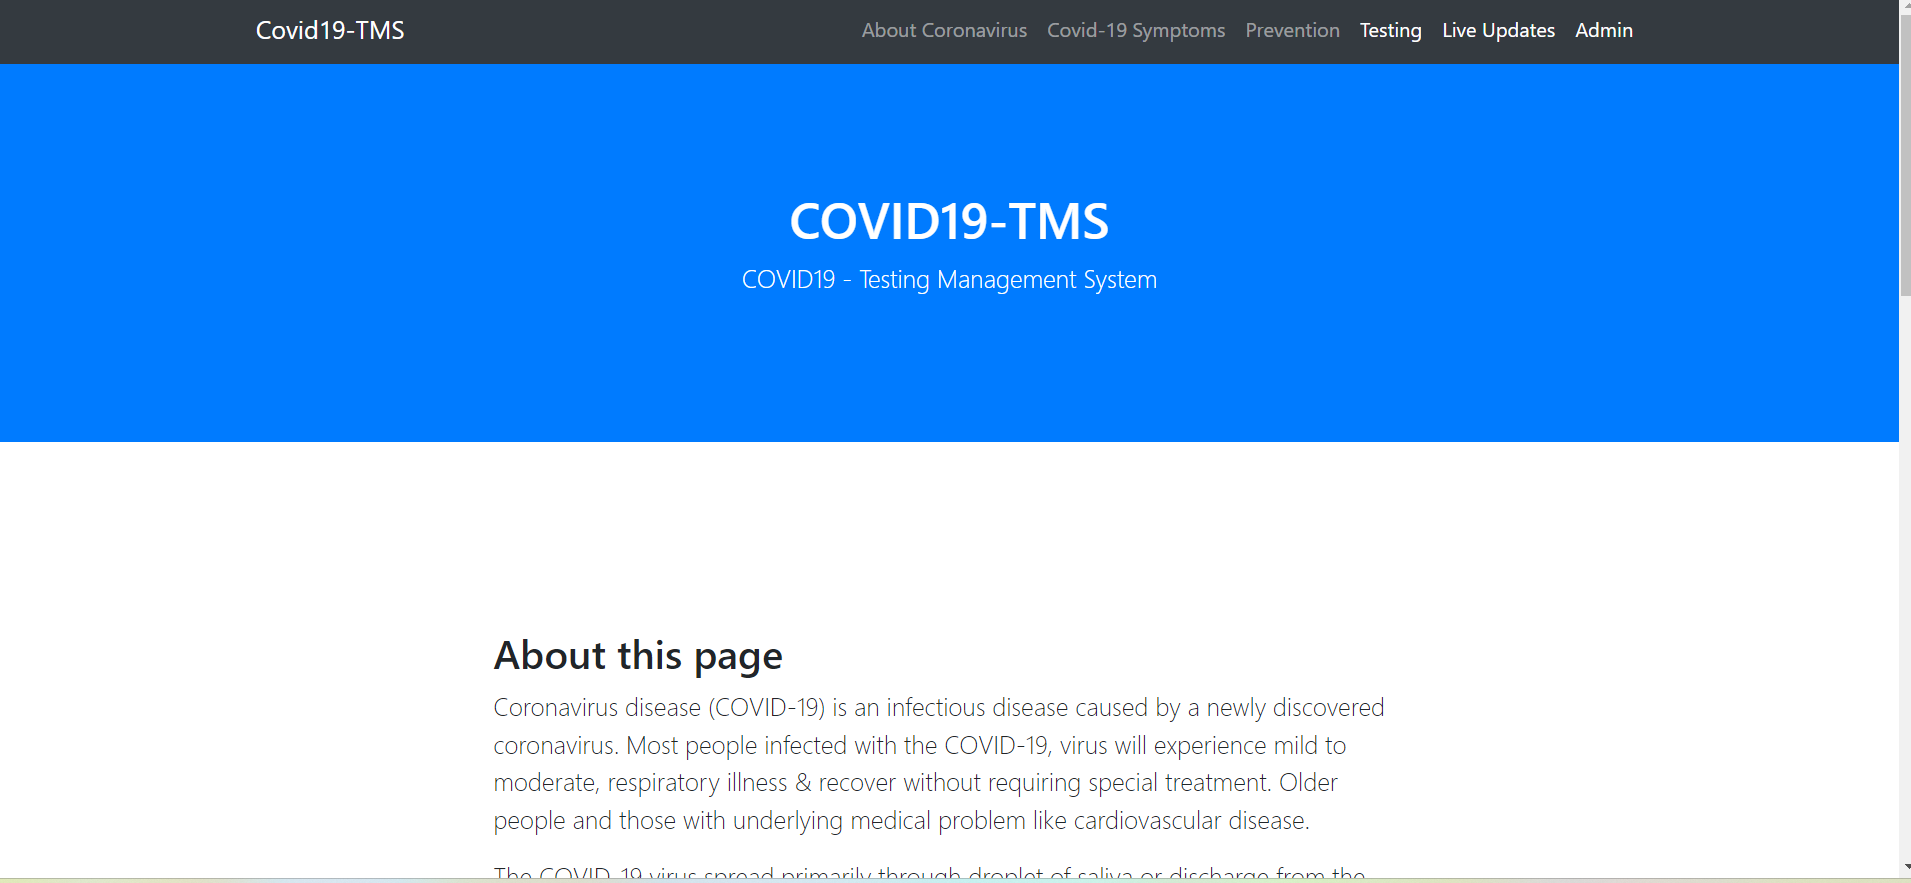 Covid19-TMS
About Coronavirus Covid-19 Symptoms Prevention Testing Live Updates Admin
COVID19-TMS
COVID19 - Testing Management System
About this page
Coronavirus disease (COVID-19) is an infectious disease caused by a newly discovered
coronavirus. Most people infected with the COVID-19, virus will experience mild to
moderate, respiratory illness & recover without requiring special treatment. Older
people and those with underlying medical problem like cardiovascular disease.
The COVID-19 virus spread primarily through droplet of saliva or discharge from the